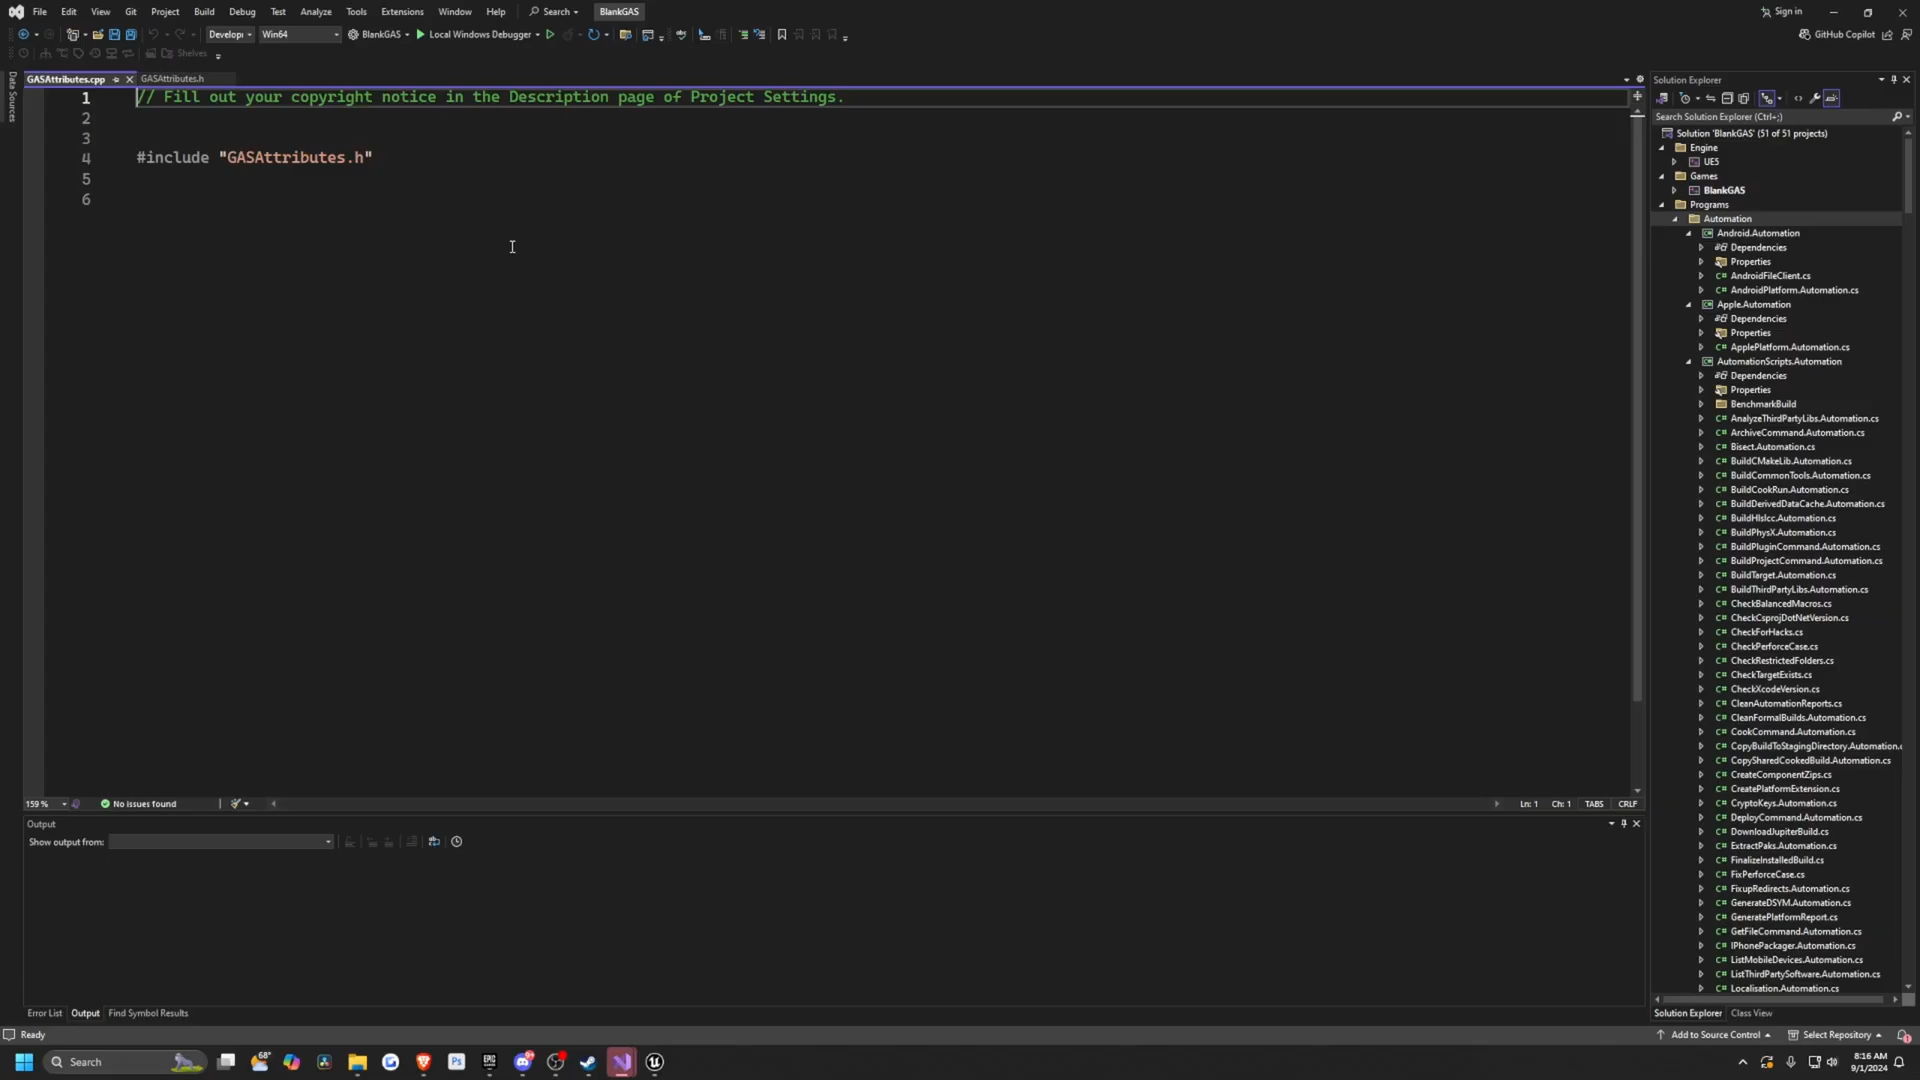 File Edit View Git Project Build Debug Test Analyze Tools Extensions Window Help Search BlankGAS Sign in
Develop Win64 BlankGAS Local Windows Debugger GitHub Copilot
Shelves
Data Sources
GASAttributes.cpp GASAttributes.h
1 // Fill out your copyright notice in the Description page of Project Settings.
2
3
4 #include "GASAttributes.h"
5
6
159 % No issues found Ln: 1 Ch: 1 TABS CRLF
Output
Show output from:
Error List Output Find Symbol Results
Solution Explorer
Search Solution Explorer (Ctrl+;)
Solution 'BlankGAS' (51 of 51 projects)
Engine
UE5
Games
BlankGAS
Programs
Automation
Android.Automation
Dependencies
Properties
C# AndroidFileClient.cs
C# AndroidPlatform.Automation.cs
Apple.Automation
Dependencies
Properties
C# ApplePlatform.Automation.cs
AutomationScripts.Automation
Dependencies
Properties
BenchmarkBuild
C# AnalyzeThirdPartyLibs.Automation.cs
C# ArchiveCommand.Automation.cs
C# Bisect.Automation.cs
C# BuildCMakeLib.Automation.cs
C# BuildCommonTools.Automation.cs
C# BuildCookRun.Automation.cs
C# BuildDerivedDataCache.Automation.cs
C# BuildHlslcc.Automation.cs
C# BuildPhysX.Automation.cs
C# BuildPluginCommand.Automation.cs
C# BuildProjectCommand.Automation.cs
C# BuildTarget.Automation.cs
C# BuildThirdPartyLibs.Automation.cs
C# CheckBalancedMacros.cs
C# CheckCsprojDotNetVersion.cs
C# CheckForHacks.cs
C# CheckPerforceCase.cs
C# CheckRestrictedFolders.cs
C# CheckTargetExists.cs
C# CheckXcodeVersion.cs
C# CleanAutomationReports.cs
C# CleanFormalBuilds.Automation.cs
C# CookCommand.Automation.cs
C# CopyBuildToStagingDirectory.Automation.c
C# CopySharedCookedBuild.Automation.cs
C# CreateComponentZips.cs
C# CreatePlatformExtension.cs
C# CryptoKeys.Automation.cs
C# DeployCommand.Automation.cs
C# DownloadJupiterBuild.cs
C# ExtractPaks.Automation.cs
C# FinalizeInstalledBuild.cs
C# FixPerforceCase.cs
C# FixupRedirects.Automation.cs
C# GenerateDSYM.Automation.cs
C# GeneratePlatformReport.cs
C# GetFileCommand.Automation.cs
C# IPhonePackager.Automation.cs
C# ListMobileDevices.Automation.cs
C# ListThirdPartySoftware.Automation.cs
C# Localisation.Automation.cs
Solution Explorer Class View
Ready Add to Source Control Select Repository
Search 68° Ps EPIC 8:16 AM
9/1/2024